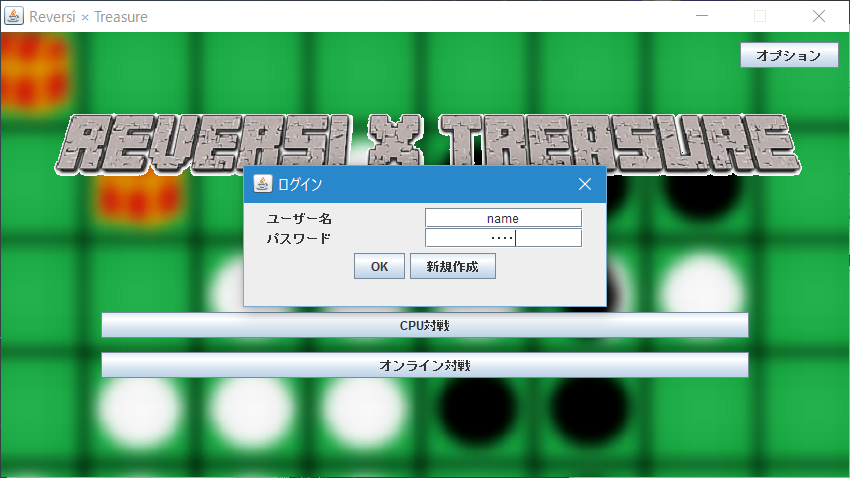 Reversi × Treasure
オプション
REVERSI X TREASURE
ログイン
ユーザー名 name
パスワード ････
OK 新規作成
CPU対戦
オンライン対戦